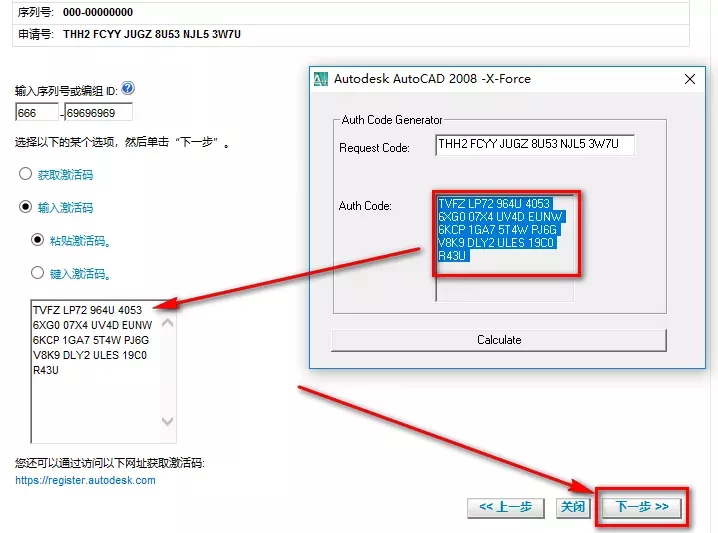 序列号: 000-00000000
申请号: THH2 FCYY JUGZ 8U53 NJL5 3W7U
输入序列号或编组 ID:
666 - 69696969
选择以下的某个选项，然后单击“下一步”。
获取激活码
输入激活码
粘贴激活码。
键入激活码。
TVFZ LP72 964U 4053
6XG0 07X4 UV4D EUNW
6KCP 1GA7 5T4W PJ6G
V8K9 DLY2 ULES 19C0
R43U
您还可以通过访问以下网址获取激活码:
https://register.autodesk.com
Autodesk AutoCAD 2008 -X-Force
Auth Code Generator
Request Code: THH2 FCYY JUGZ 8U53 NJL5 3W7U
Auth Code:
TVFZ LP72 964U 4053
6XG0 07X4 UV4D EUNW
6KCP 1GA7 5T4W PJ6G
V8K9 DLY2 ULES 19C0
R43U
Calculate
<< 上一步 关闭 下一步 >>